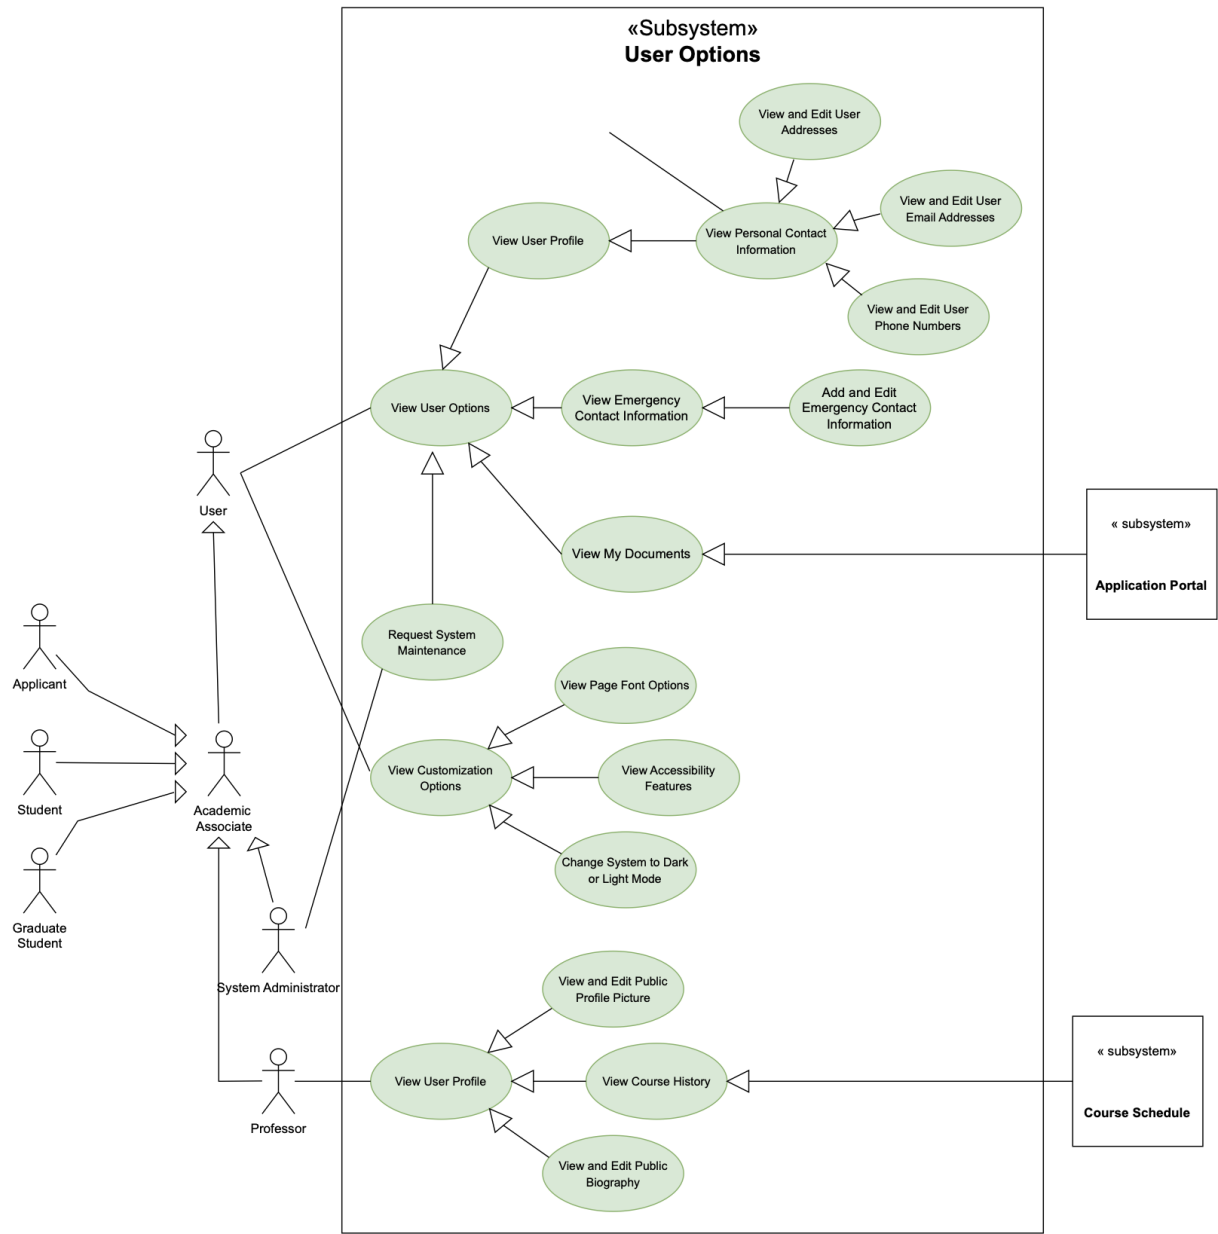 «Subsystem»
User Options
View and Edit User
Addresses
View and Edit User
Email Addresses
View User Profile
View Personal Contact
Information
View and Edit User
Phone Numbers
View User Options
View Emergency
Contact Information
Add and Edit
Emergency Contact
Information
User
« subsystem»
Application Portal
View My Documents
Request System
Maintenance
Applicant
View Page Font Options
Student
Academic
Associate
View Customization
Options
View Accessibility
Features
Change System to Dark
or Light Mode
Graduate
Student
System Administrator
View and Edit Public
Profile Picture
Professor
View User Profile
View Course History
« subsystem»
Course Schedule
View and Edit Public
Biography